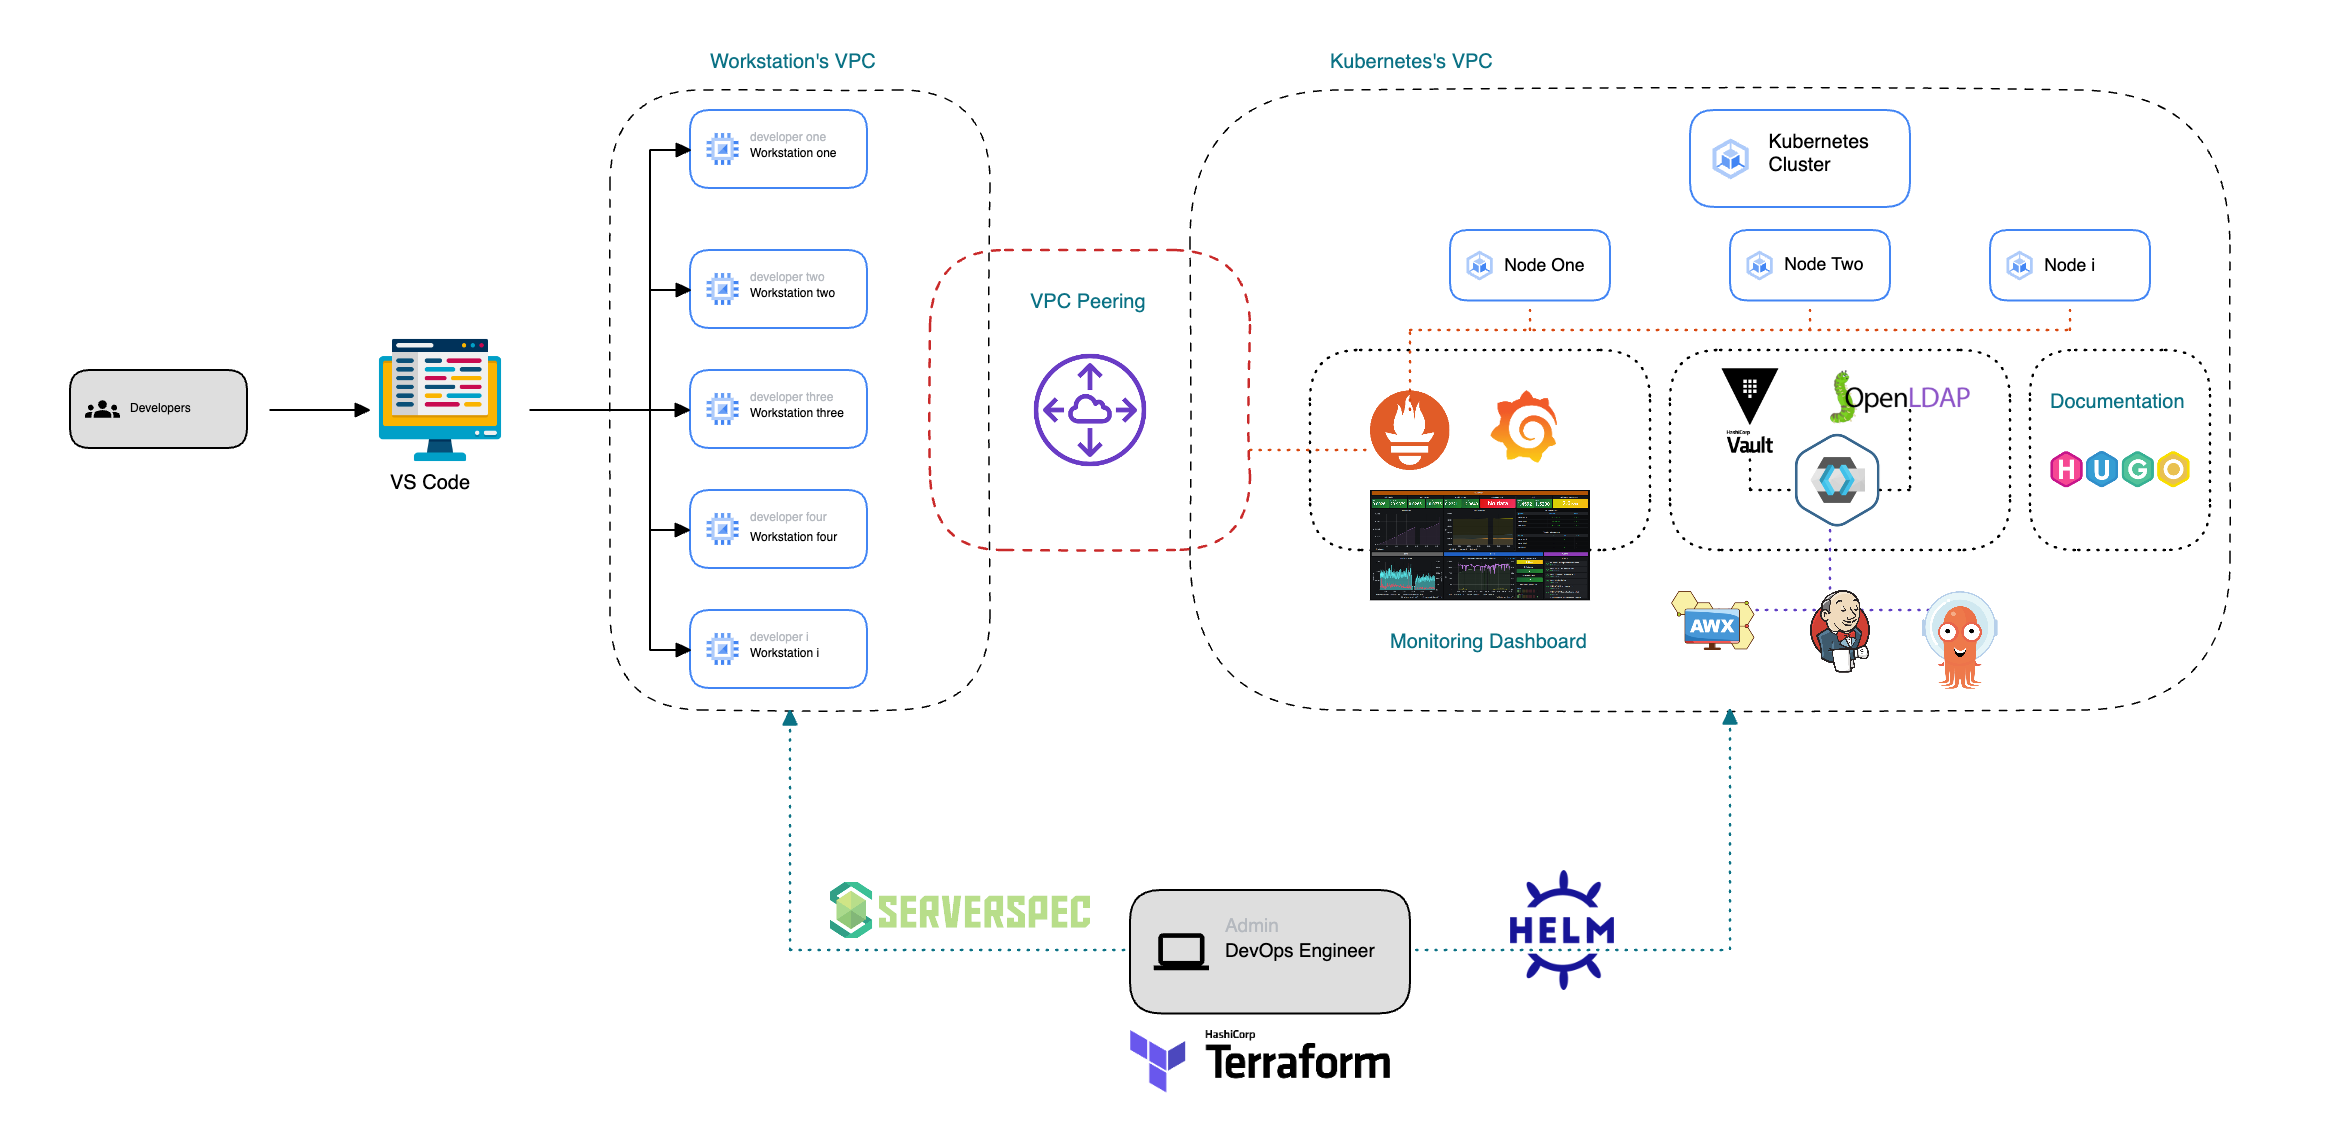 Workstation's VPC
Kubernetes's VPC
developer one
Workstation one
developer two
Workstation two
developer three
Workstation three
developer four
Workstation four
developer i
Workstation i
Developers
VS Code
VPC Peering
Kubernetes
Cluster
Node One
Node Two
Node i
HashiCorp
Vault
OpenLDAP
Documentation
HUGO
No data
Monitoring Dashboard
AWX
SERVERSPEC
Admin
DevOps Engineer
HELM
HashiCorp
Terraform